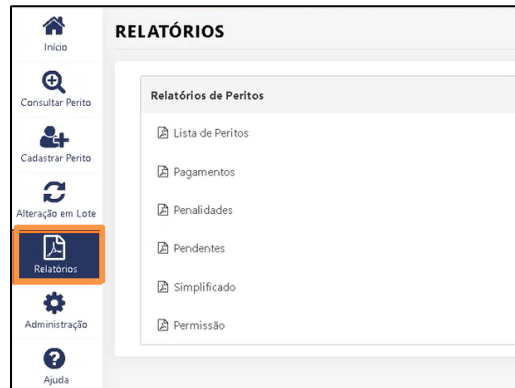 Início
Consultar Perito
Cadastrar Perito
Alteração em Lote
Relatórios
Administração
Ajuda
RELATÓRIOS
Relatórios de Peritos
Lista de Peritos
Pagamentos
Penalidades
Pendentes
Simplificado
Permissão